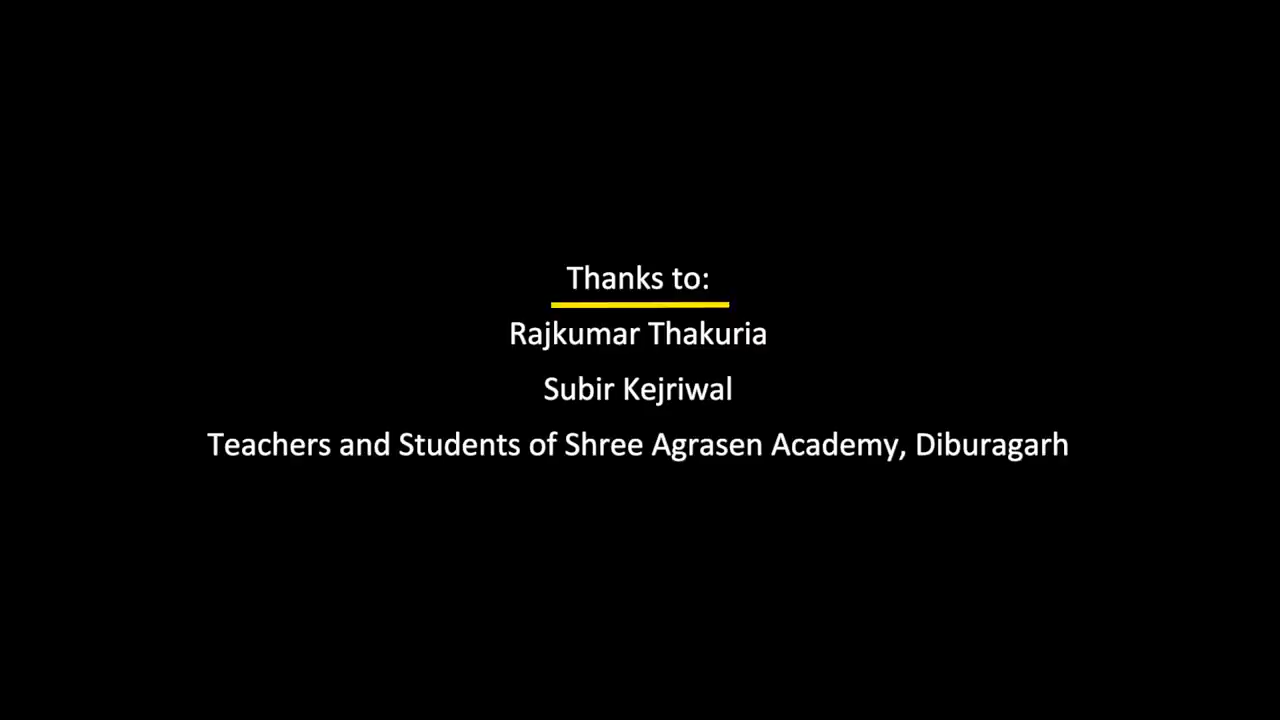 Thanks to:
Rajkumar Thakuria
Subir Kejriwal
Teachers and Students of Shree Agrasen Academy, Diburagarh